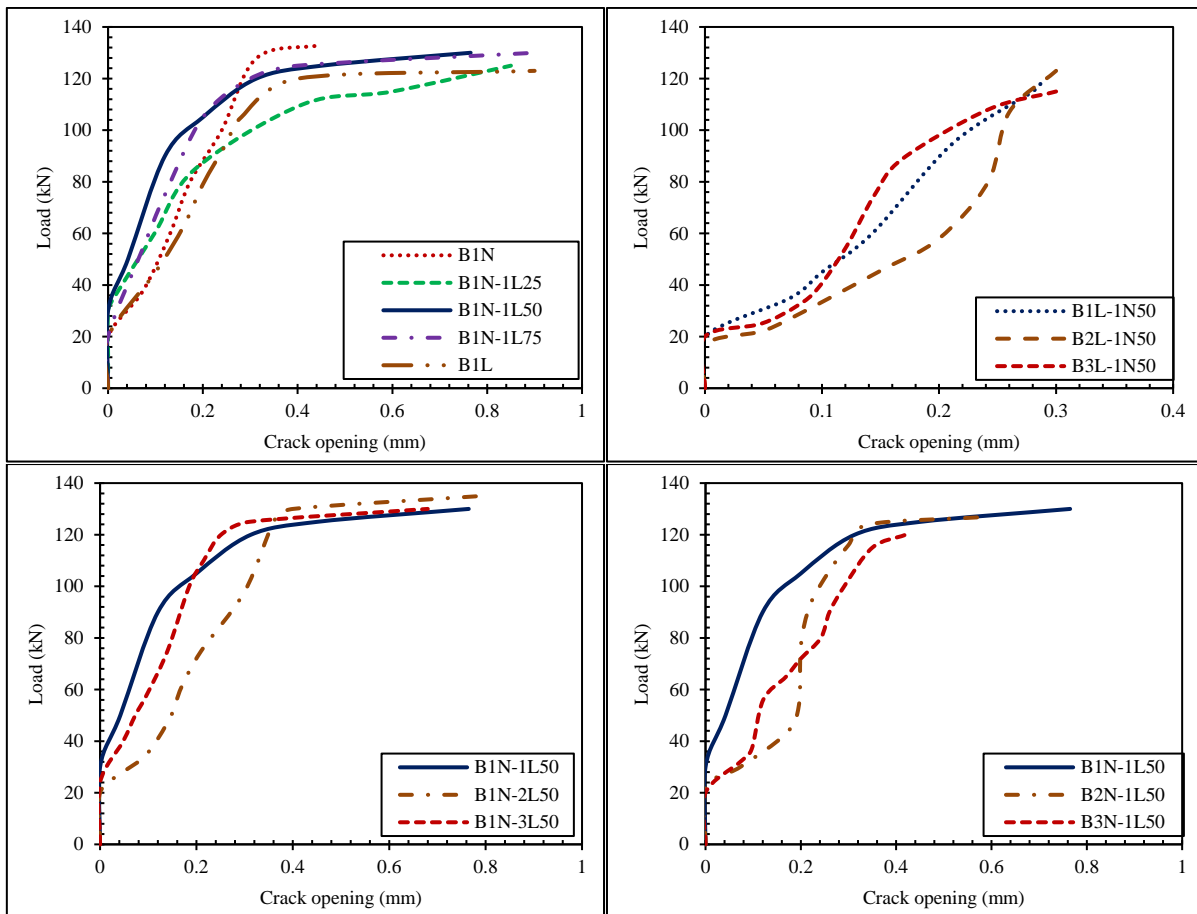 140
120
100
80
60
40
20
0
Load (kN)
B1N
B1N-1L25
B1N-1L50
B1N-1L75
B1L
0 0.2 0.4 0.6 0.8 1
Crack opening (mm)
140
120
100
80
60
40
20
0
Load (kN)
B1L-1N50
B2L-1N50
B3L-1N50
0 0.1 0.2 0.3 0.4
Crack opening (mm)
140
120
100
80
60
40
20
0
Load (kN)
B1N-1L50
B1N-2L50
B1N-3L50
0 0.2 0.4 0.6 0.8 1
Crack opening (mm)
140
120
100
80
60
40
20
0
Load (kN)
B1N-1L50
B2N-1L50
B3N-1L50
0 0.2 0.4 0.6 0.8 1
Crack opening (mm)